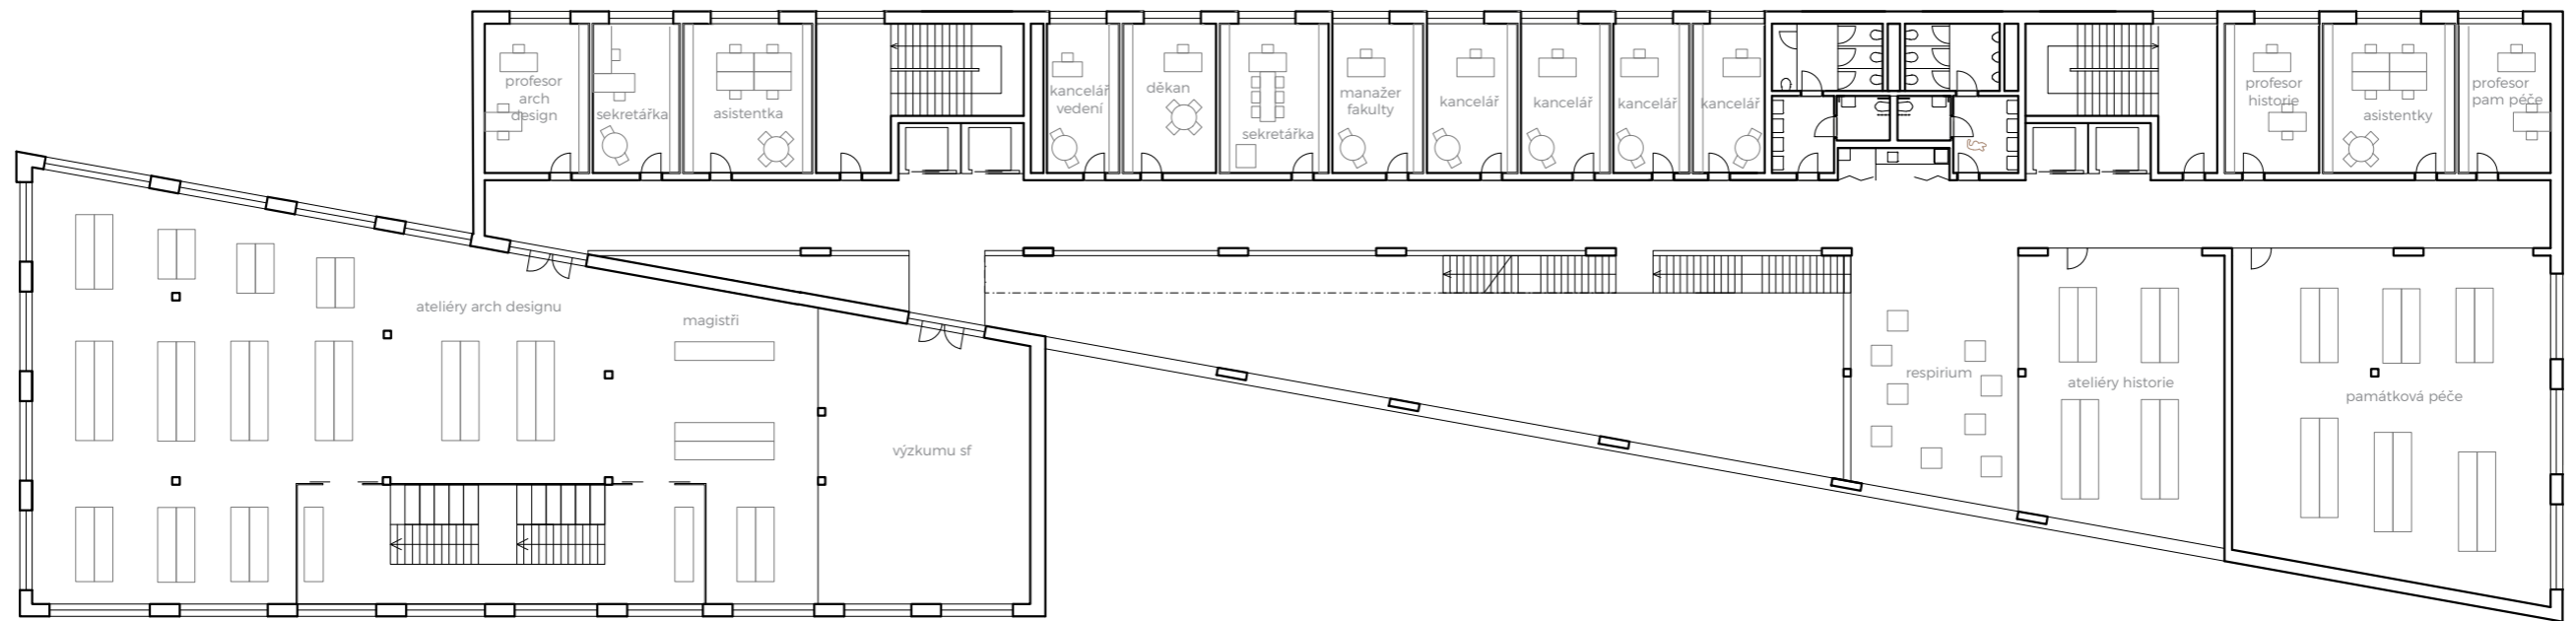 profesor
arch
design
sekretářka
asistentka
kancelář
vedení
děkan
sekretářka
manažer
fakulty
kancelář
kancelář
kancelář
kancelář
profesor
historie
asistentky
profesor
pam péče
ateliéry arch designu
magistři
výzkumu sf
respirium
ateliéry historie
památková péče